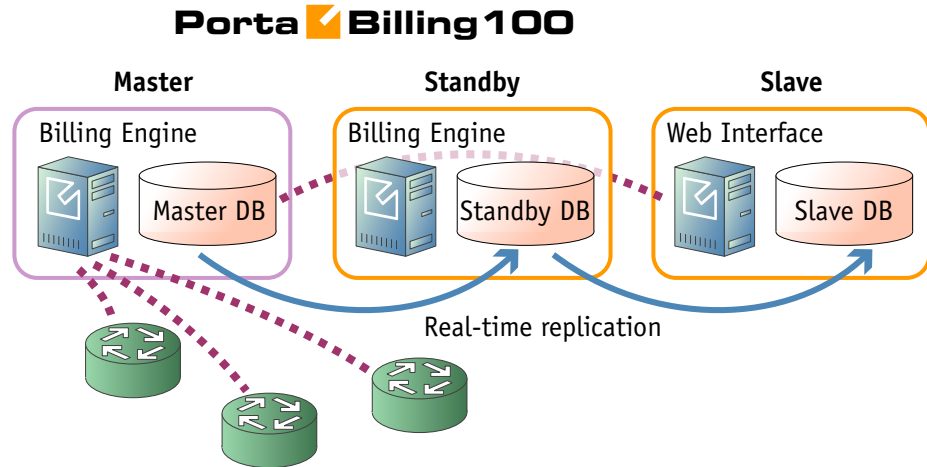 Porta Billing100
Master Standby Slave
Billing Engine Billing Engine Web Interface
Master DB Standby DB Slave DB
Real-time replication